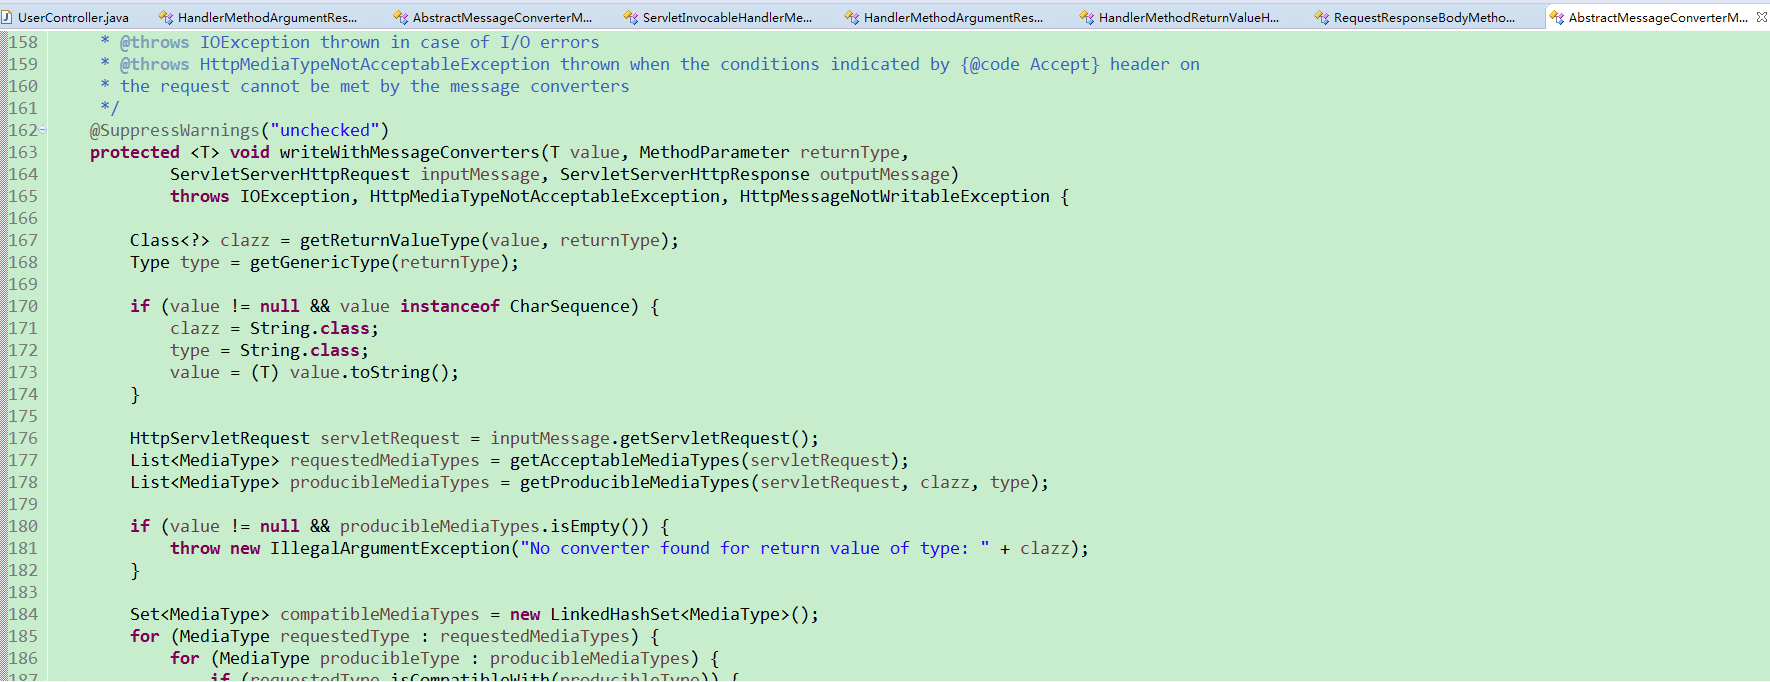 UserController.java HandlerMethodArgumentRes... AbstractMessageConverterM... ServletInvocableHandlerMe... HandlerMethodArgumentRes... HandlerMethodReturnValueH... RequestResponseBodyMetho... AbstractMessageConverterM...
158 * @throws IOException thrown in case of I/O errors
159 * @throws HttpMediaTypeNotAcceptableException thrown when the conditions indicated by {@code Accept} header on
160 * the request cannot be met by the message converters
161 */
162 @SuppressWarnings("unchecked")
163 protected <T> void writeWithMessageConverters(T value, MethodParameter returnType,
164 ServletServerHttpRequest inputMessage, ServletServerHttpResponse outputMessage)
165 throws IOException, HttpMediaTypeNotAcceptableException, HttpMessageNotWritableException {
166
167 Class<?> clazz = getReturnValueType(value, returnType);
168 Type type = getGenericType(returnType);
169
170 if (value != null && value instanceof CharSequence) {
171 clazz = String.class;
172 type = String.class;
173 value = (T) value.toString();
174 }
175
176 HttpServletRequest servletRequest = inputMessage.getServletRequest();
177 List<MediaType> requestedMediaTypes = getAcceptableMediaTypes(servletRequest);
178 List<MediaType> producibleMediaTypes = getProducibleMediaTypes(servletRequest, clazz, type);
179
180 if (value != null && producibleMediaTypes.isEmpty()) {
181 throw new IllegalArgumentException("No converter found for return value of type: " + clazz);
182 }
183
184 Set<MediaType> compatibleMediaTypes = new LinkedHashSet<MediaType>();
185 for (MediaType requestedType : requestedMediaTypes) {
186 for (MediaType producibleType : producibleMediaTypes) {
187 if (requestedType.isCompatibleWith(producibleType)) {